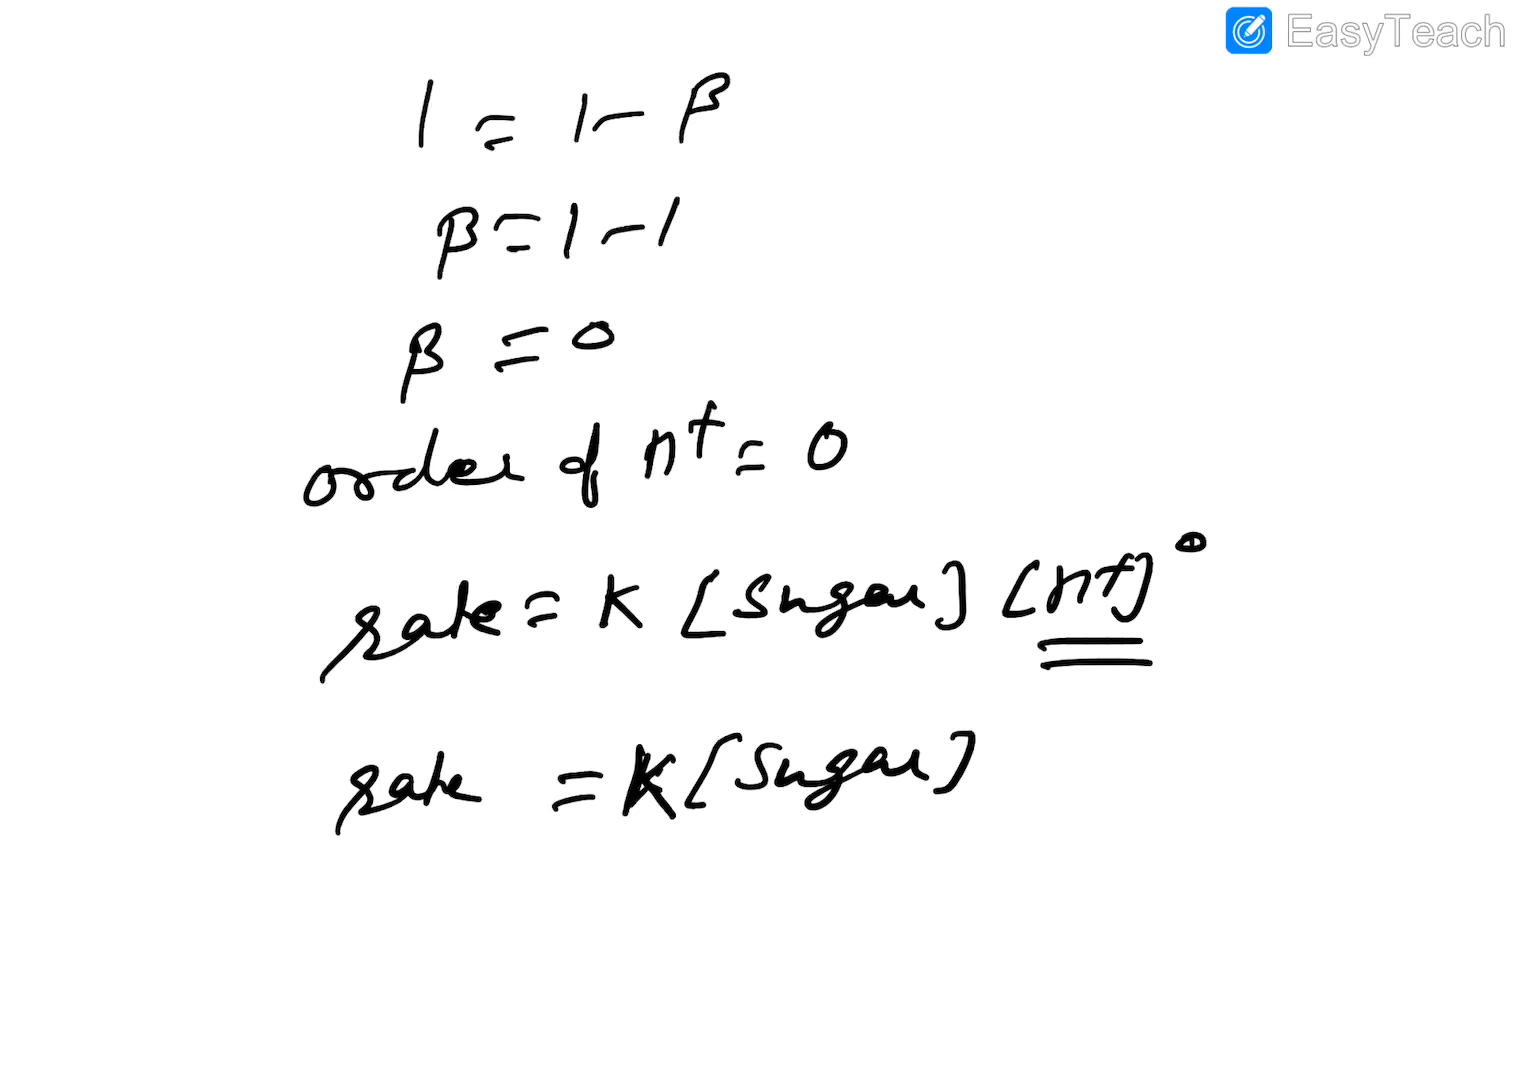 EasyTeach
1 = 1 - β
β = 1 - 1
β = 0
order of n+ = 0
rate = K [Sugar] [n+]⁰
rate = K [Sugar]